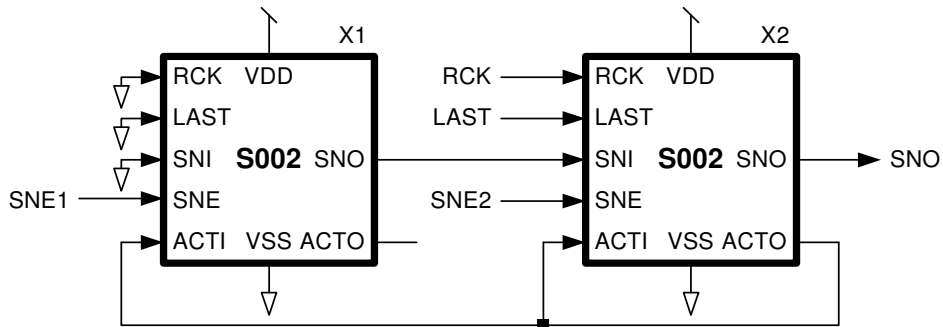 X1
X2
RCK VDD
RCK
RCK VDD
LAST
LAST
LAST
SNI S002 SNO
SNI S002 SNO
SNO
SNE1
SNE
SNE2
SNE
ACTI VSS ACTO
ACTI VSS ACTO